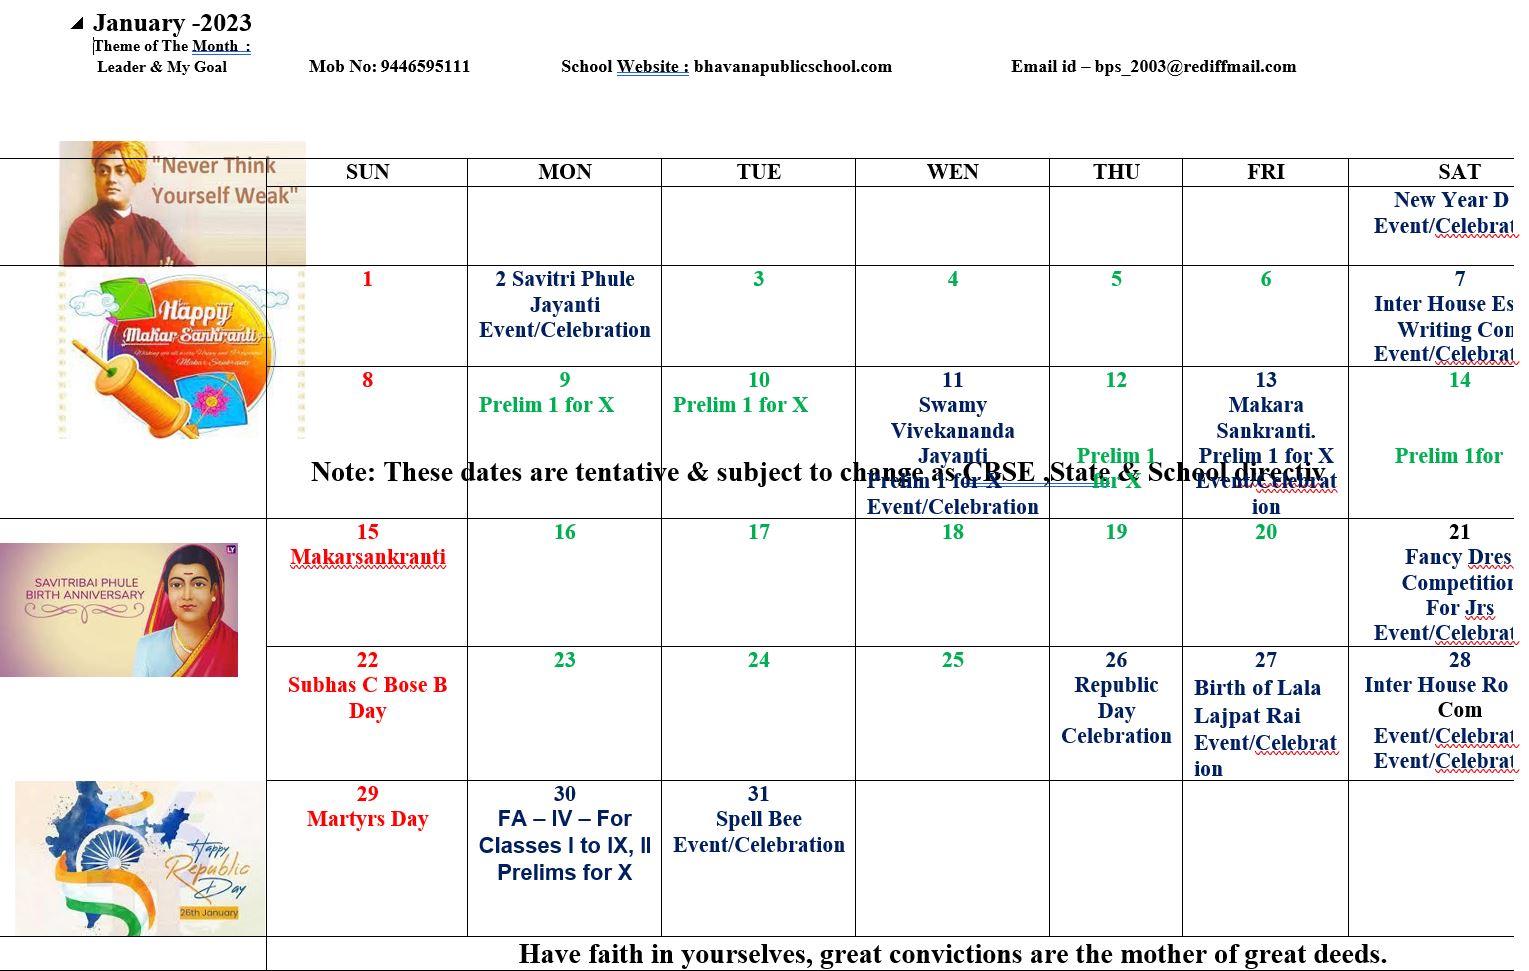 January -2023
Theme of The Month :
Leader & My Goal Mob No: 9446595111 School Website : bhavanapublicschool.com Email id – bps_2003@rediffmail.com
"Never Think
Yourself Weak"
SUN MON TUE WEN THU FRI SAT
New Year D
Event/Celebrat
Happy
Makar Sankranti
Makar Sankranti
1
2 Savitri Phule
Jayanti
Event/Celebration
3
4
5
6
7
Inter House Es
Writing Con
Event/Celebrat
8
9
Prelim 1 for X
10
Prelim 1 for X
11
Swamy
Vivekananda
Jayanti
Prelim 1 for X
Event/Celebration
12
Prelim 1
for X
13
Makara
Sankranti.
Prelim 1 for X
Event/Celebrat
ion
14
Prelim 1for
Note: These dates are tentative & subject to change as CBSE ,State & School directiv
SAVITRIBAI PHULE
BIRTH ANNIVERSARY
LY
15
Makarsankranti
16
17
18
19
20
21
Fancy Dres
Competition
For Jrs
Event/Celebrat
22
Subhas C Bose B
Day
23
24
25
26
Republic
Day
Celebration
27
Birth of Lala
Lajpat Rai
Event/Celebrat
ion
28
Inter House Ro
Com
Event/Celebrat
Event/Celebrat
Happy
Republic
Day
26th January
29
Martyrs Day
30
FA – IV – For
Classes I to IX, II
Prelims for X
31
Spell Bee
Event/Celebration
Have faith in yourselves, great convictions are the mother of great deeds.